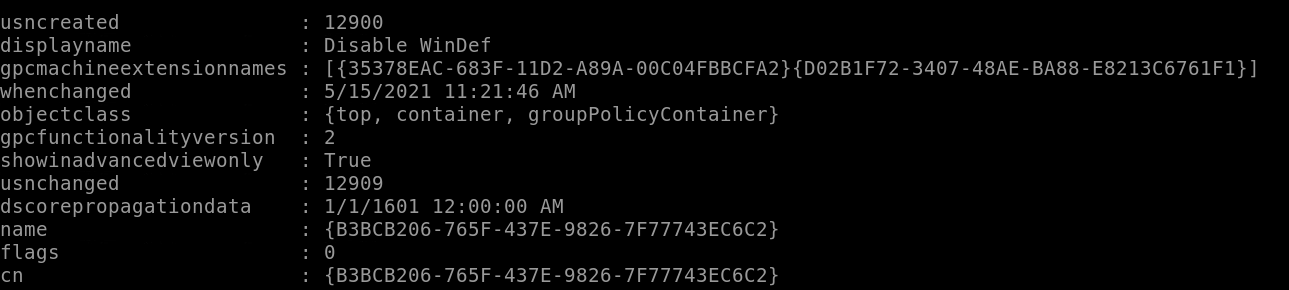 usncreated               : 12900
displayname              : Disable WinDef
gpcmachineextensionnames : [{35378EAC-683F-11D2-A89A-00C04FBBCFA2}{D02B1F72-3407-48AE-BA88-E8213C6761F1}]
whenchanged              : 5/15/2021 11:21:46 AM
objectclass              : {top, container, groupPolicyContainer}
gpcfunctionalityversion  : 2
showinadvancedviewonly   : True
usnchanged               : 12909
dscorepropagationdata    : 1/1/1601 12:00:00 AM
name                     : {B3BCB206-765F-437E-9826-7F77743EC6C2}
flags                    : 0
cn                       : {B3BCB206-765F-437E-9826-7F77743EC6C2}